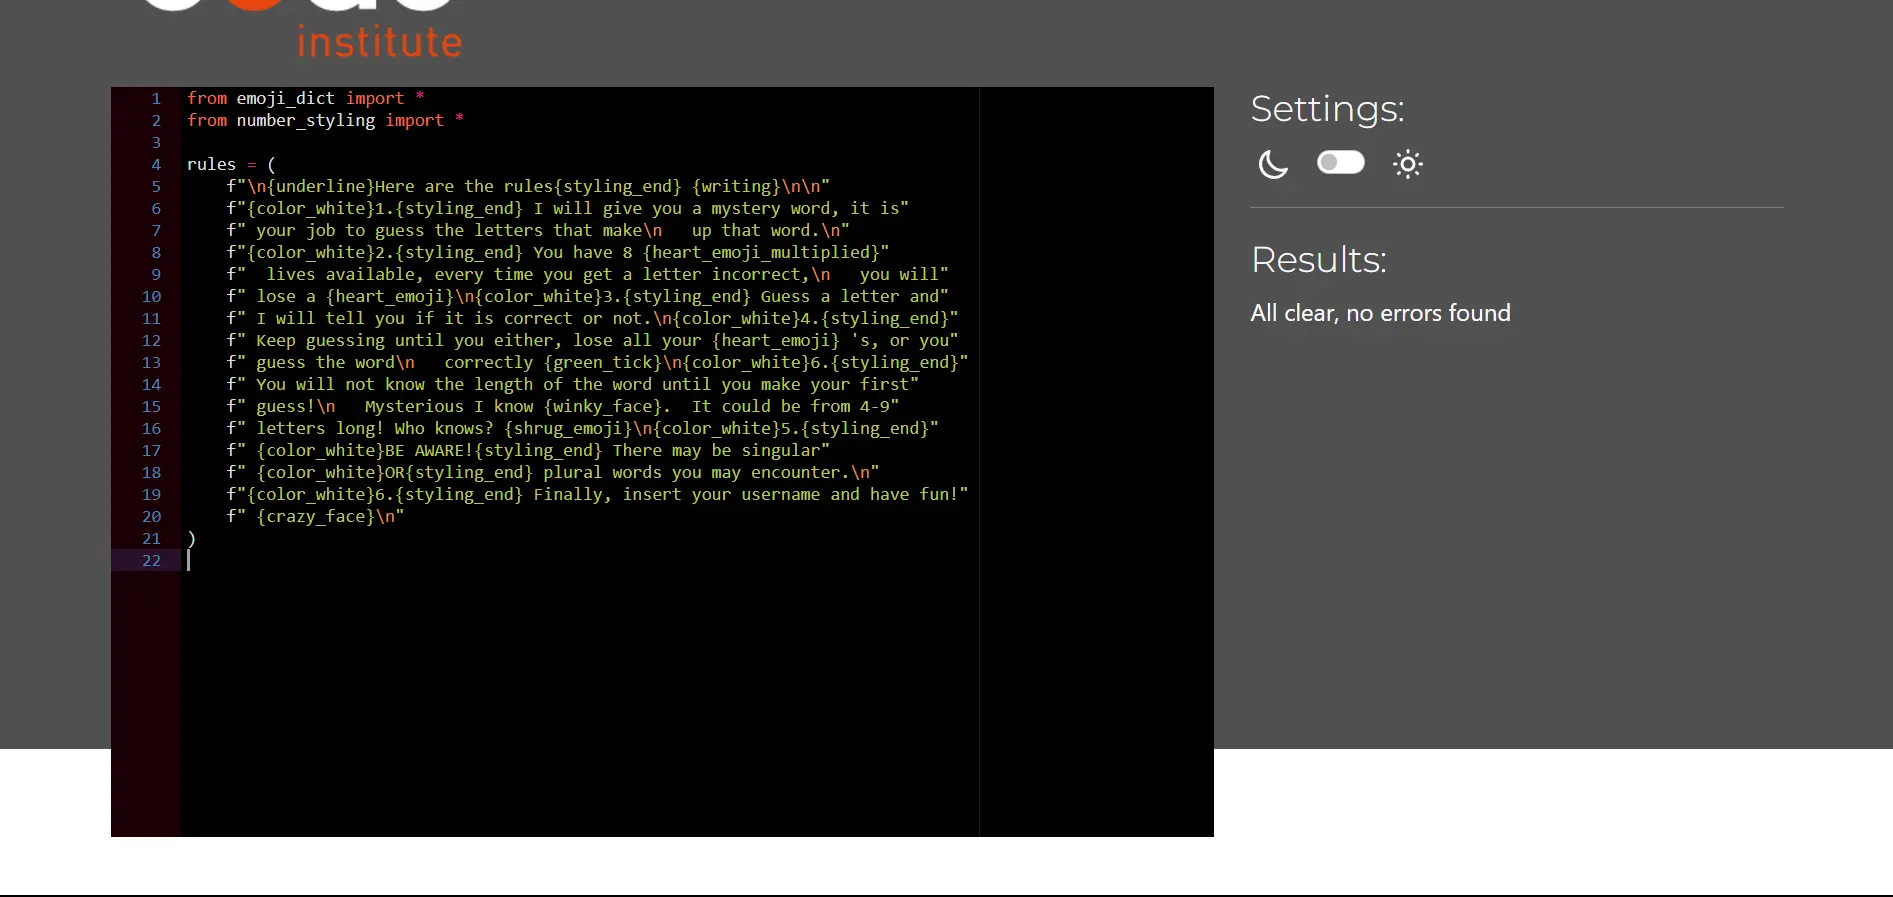 institute
1 from emoji_dict import *
2 from number_styling import *
3
4 rules = (
5     f"\n{underline}Here are the rules{styling_end} {writing}\n\n"
6     f"{color_white}1.{styling_end} I will give you a mystery word, it is"
7     f" your job to guess the letters that make\n   up that word.\n"
8     f"{color_white}2.{styling_end} You have 8 {heart_emoji_multiplied}"
9     f"  lives available, every time you get a letter incorrect,\n   you will"
10     f" lose a {heart_emoji}\n{color_white}3.{styling_end} Guess a letter and"
11     f" I will tell you if it is correct or not.\n{color_white}4.{styling_end}"
12     f" Keep guessing until you either, lose all your {heart_emoji} 's, or you"
13     f" guess the word\n   correctly {green_tick}\n{color_white}6.{styling_end}"
14     f" You will not know the length of the word until you make your first"
15     f" guess!\n   Mysterious I know {winky_face}.  It could be from 4-9"
16     f" letters long! Who knows? {shrug_emoji}\n{color_white}5.{styling_end}"
17     f" {color_white}BE AWARE!{styling_end} There may be singular"
18     f" {color_white}OR{styling_end} plural words you may encounter.\n"
19     f"{color_white}6.{styling_end} Finally, insert your username and have fun!"
20     f" {crazy_face}\n"
21 )
22
Settings:
Results:
All clear, no errors found